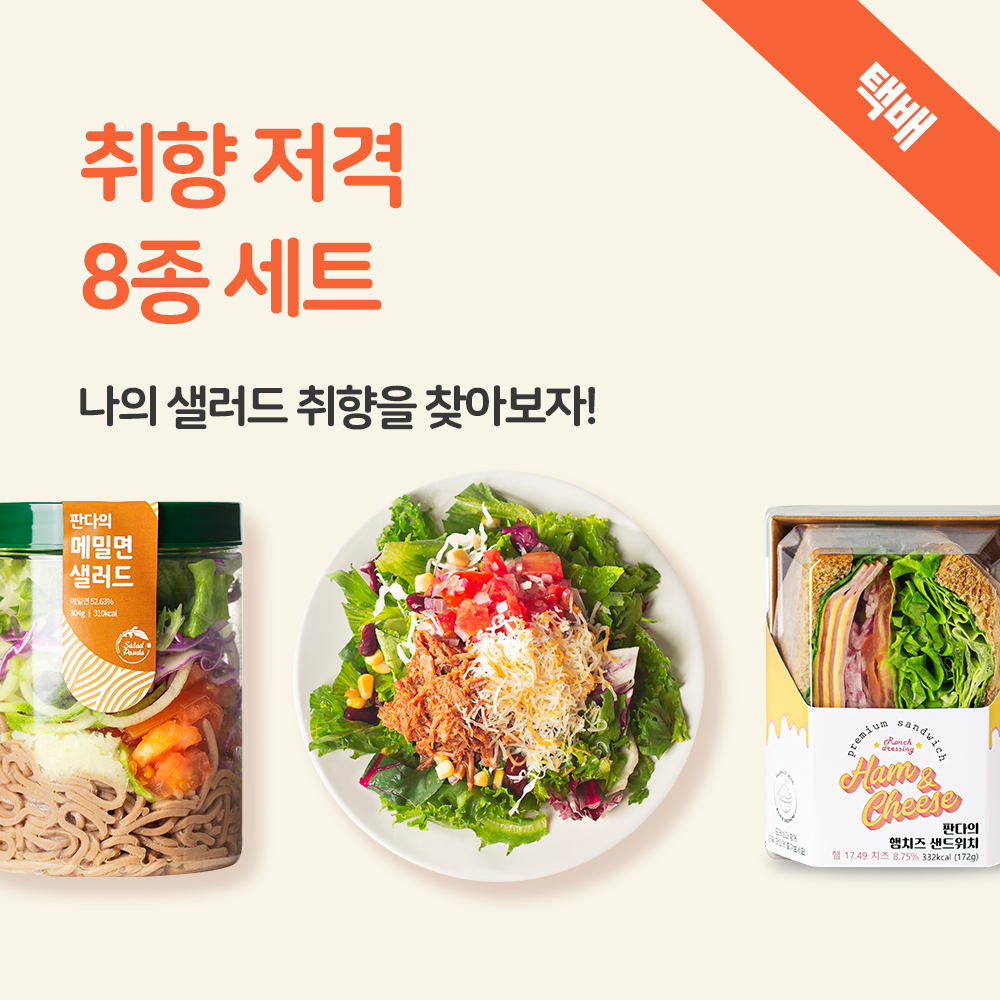 택배
취향 저격
8종 세트
나의 샐러드 취향을 찾아보자!
판다의
메밀면
샐러드
메밀면 52.63%
304g | 310kcal
Salad
Panda
premium sandwich
Ranch
dressing
Ham &
Cheese
판다의
햄치즈 샌드위치
햄 17.49 치즈 8.75% 332kcal (172g)